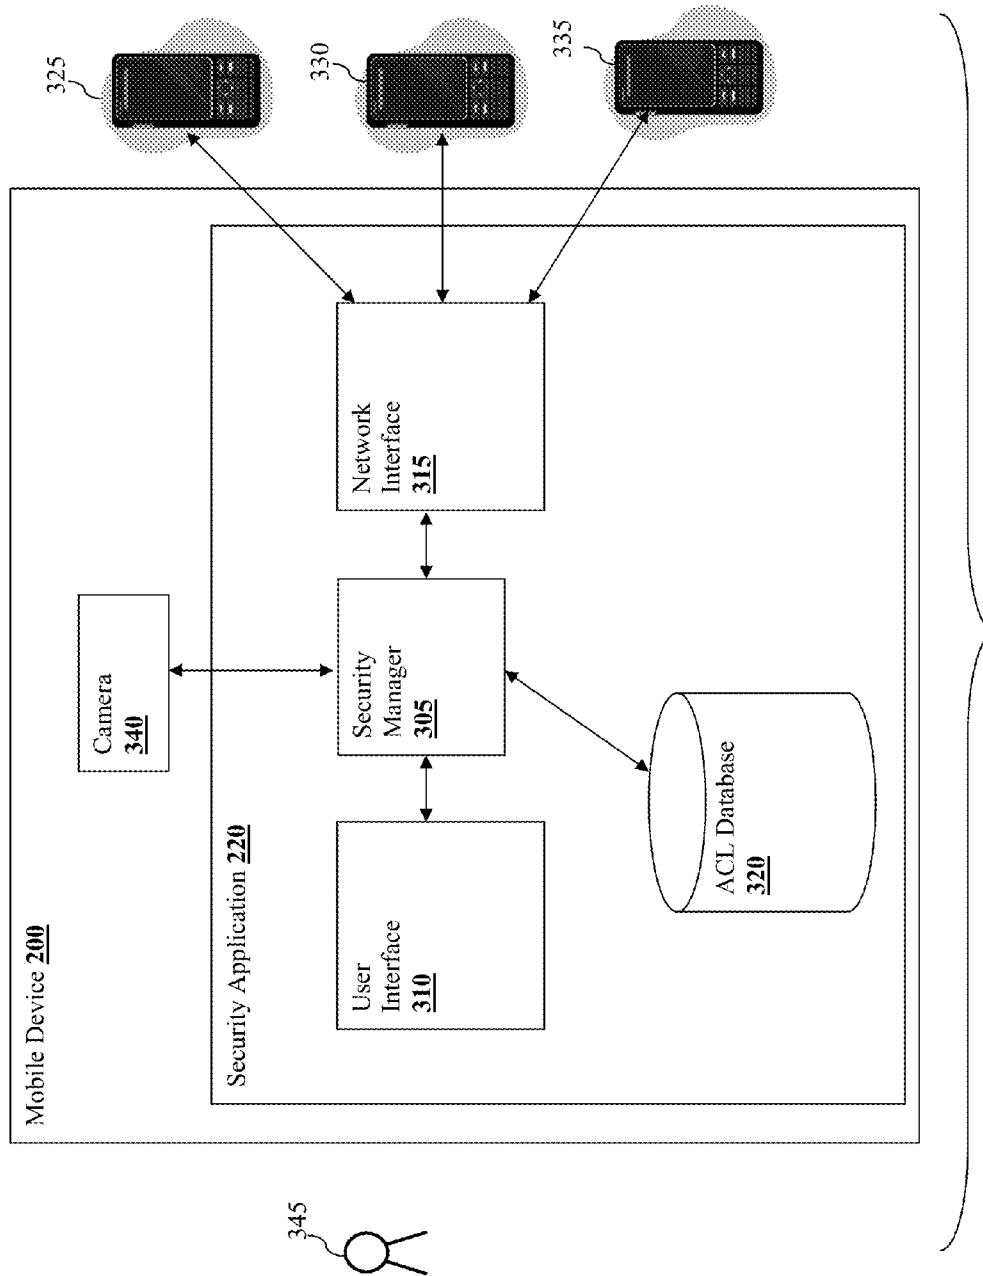 Mobile Device 200
Camera
340
Security Application 220
User
Interface
310
Security
Manager
305
Network
Interface
315
ACL Database
320
325
330
335
345